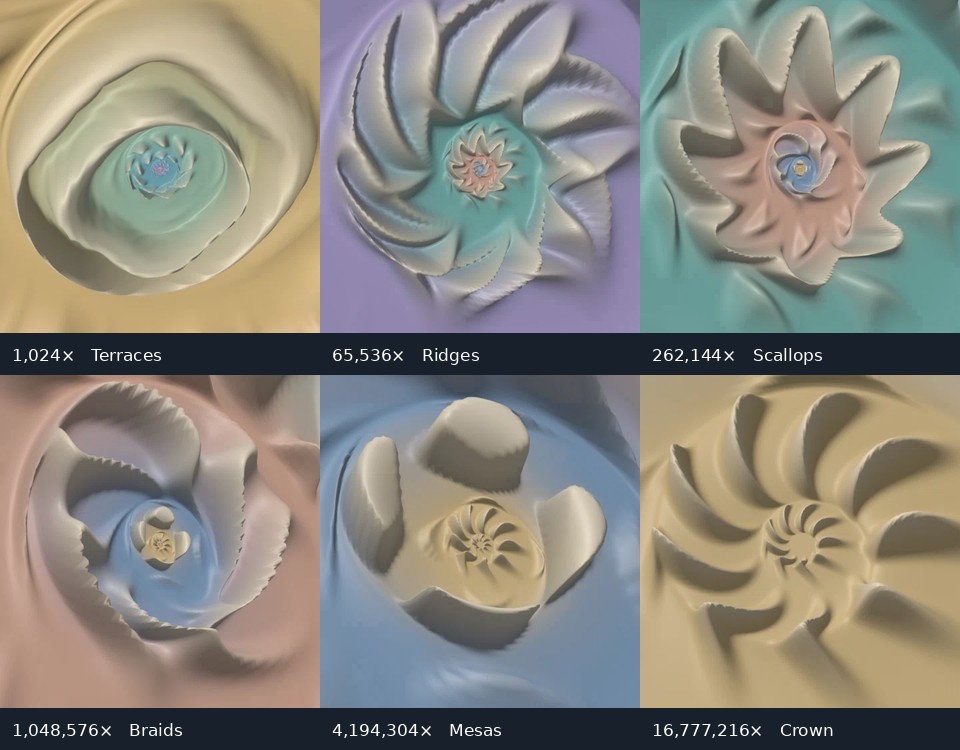 1,024× Terraces
65,536× Ridges
262,144× Scallops
1,048,576× Braids
4,194,304× Mesas
16,777,216× Crown